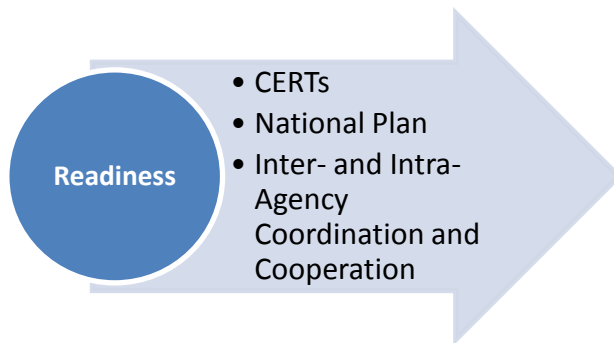 Readiness
• CERTs
• National Plan
• Inter- and Intra-
Agency
Coordination and
Cooperation